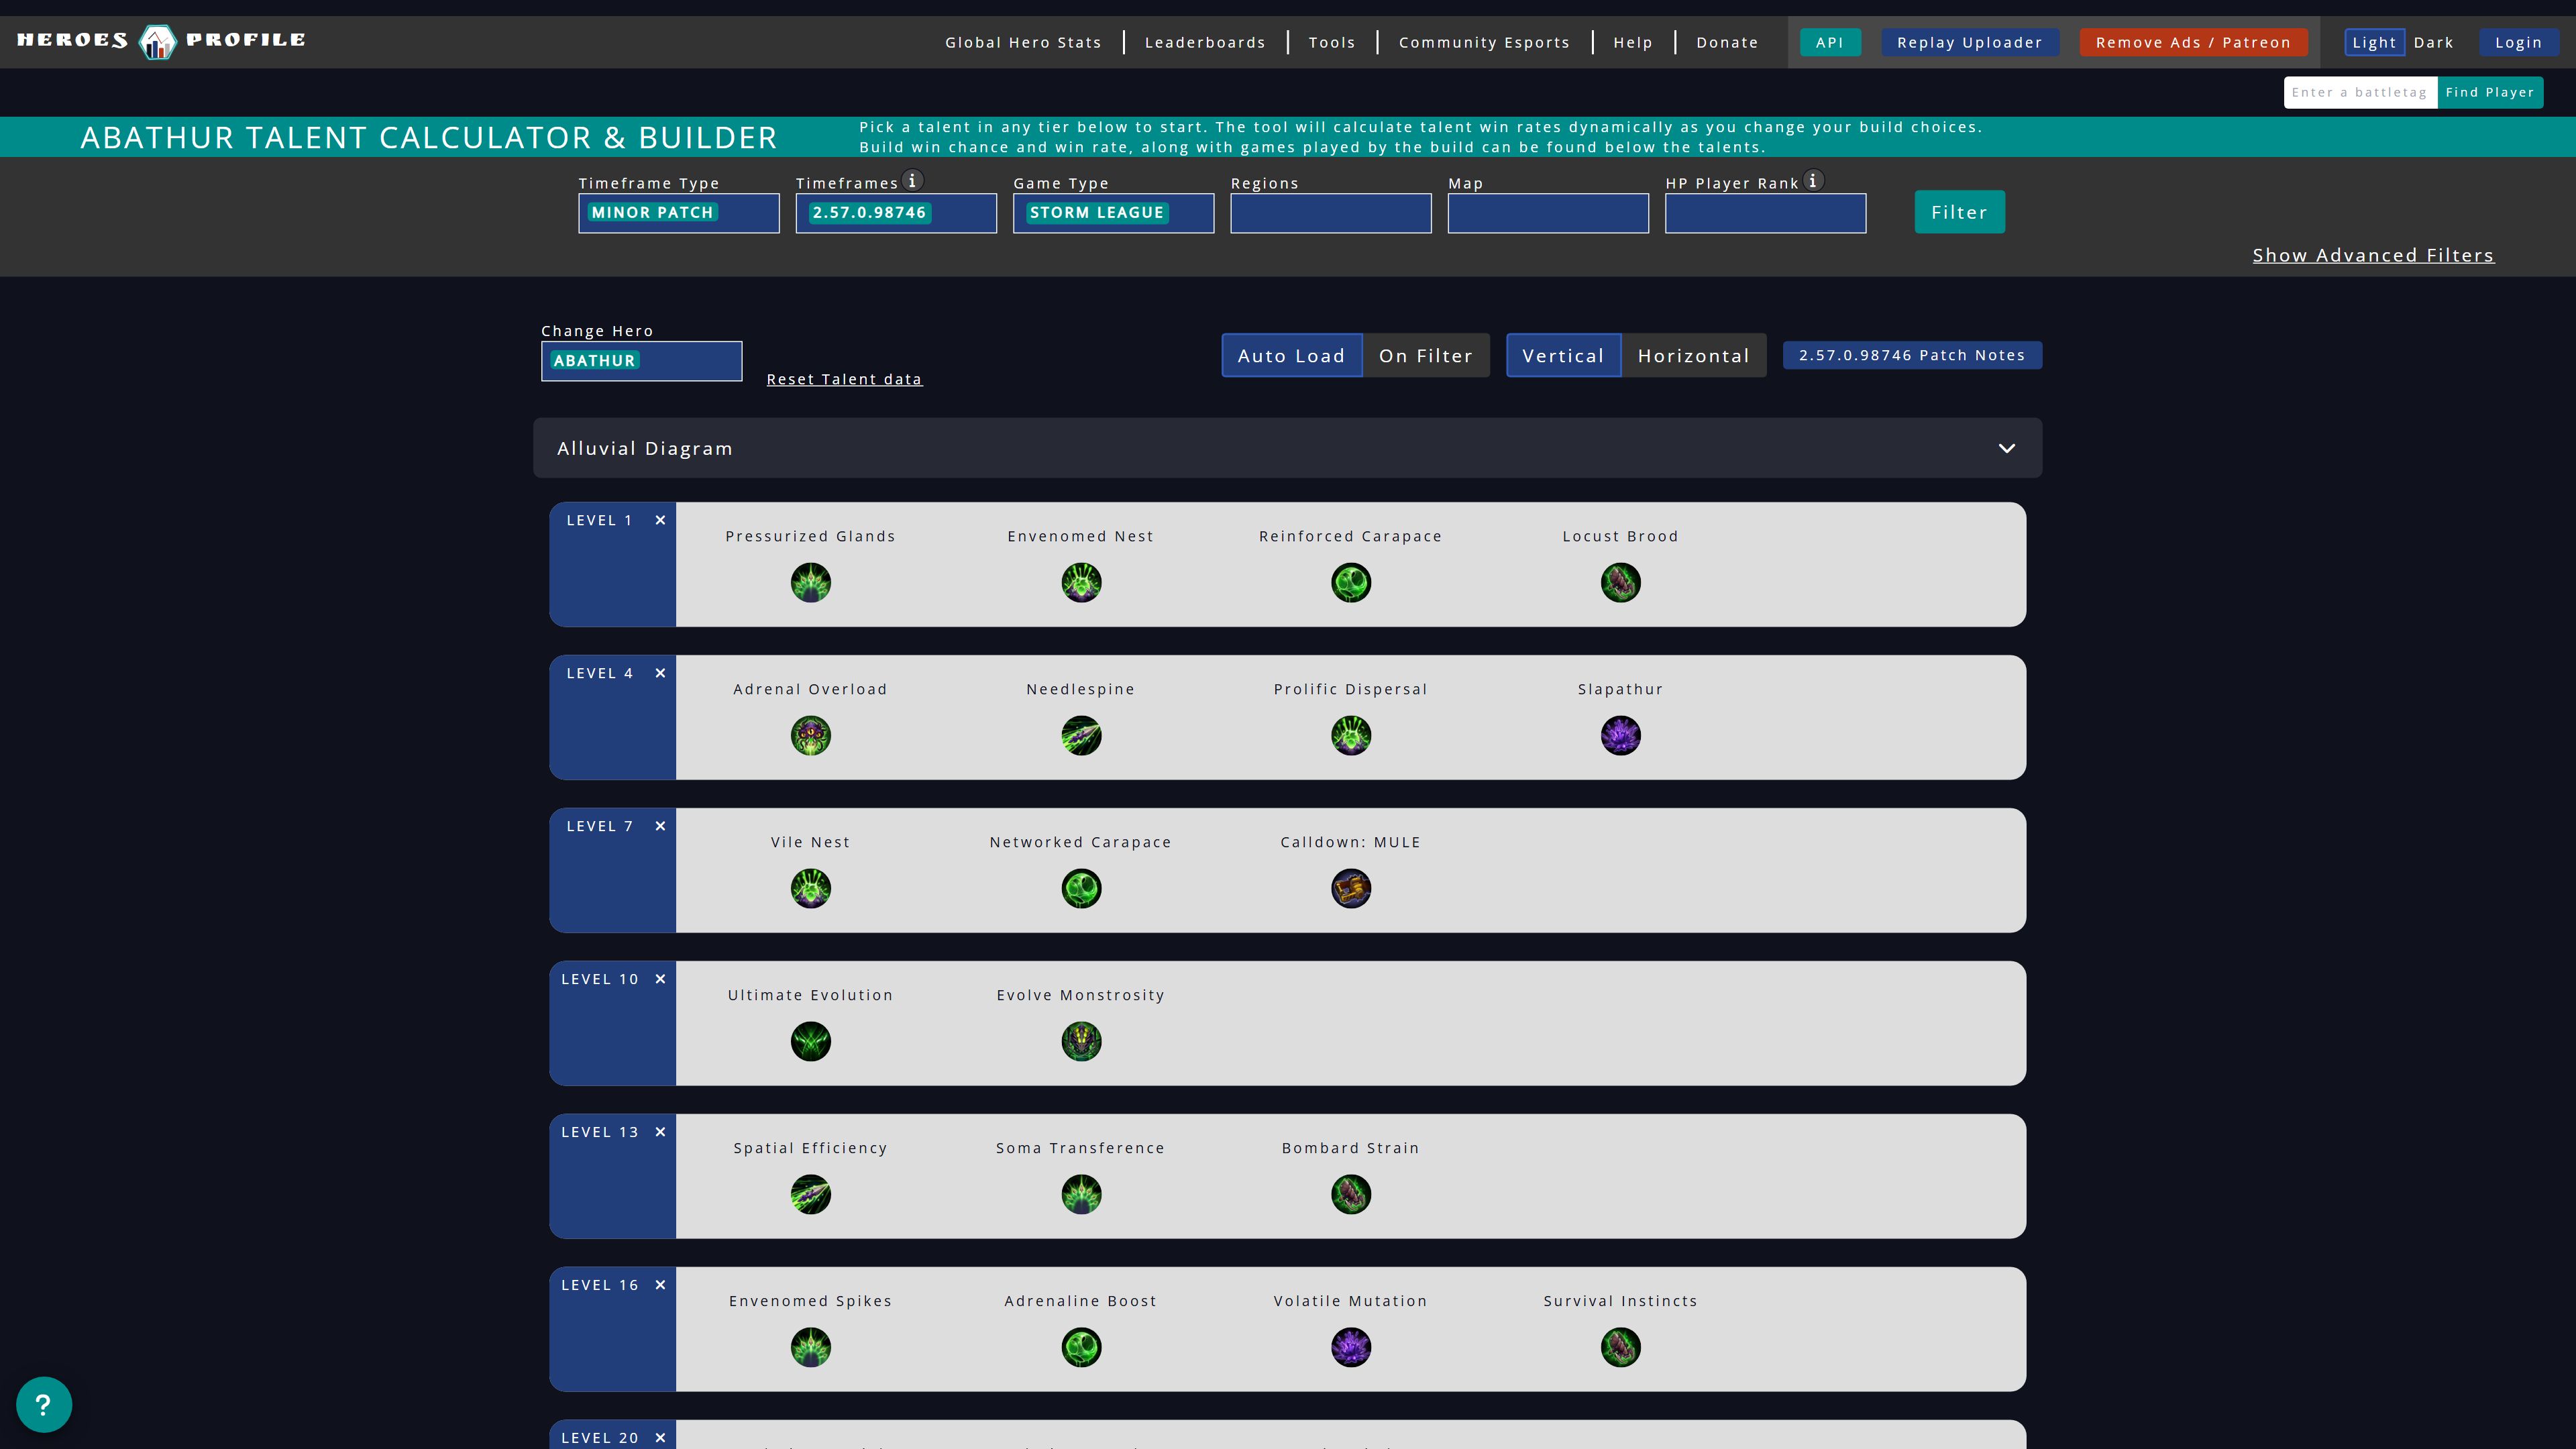 HEROES PROFILE
Global Hero Stats Leaderboards Tools Community Esports Help Donate API Replay Uploader Remove Ads / Patreon Light Dark Login
Enter a battletag Find Player
ABATHUR TALENT CALCULATOR & BUILDER
Pick a talent in any tier below to start. The tool will calculate talent win rates dynamically as you change your build choices.
Build win chance and win rate, along with games played by the build can be found below the talents.
Timeframe Type Timeframes i Game Type Regions Map HP Player Rank i
MINOR PATCH 2.57.0.98746 STORM LEAGUE Filter
Show Advanced Filters
Change Hero
ABATHUR
Reset Talent data
Auto Load On Filter Vertical Horizontal 2.57.0.98746 Patch Notes
Alluvial Diagram
LEVEL 1
Pressurized Glands Envenomed Nest Reinforced Carapace Locust Brood
LEVEL 4
Adrenal Overload Needlespine Prolific Dispersal Slapathur
LEVEL 7
Vile Nest Networked Carapace Calldown: MULE
LEVEL 10
Ultimate Evolution Evolve Monstrosity
LEVEL 13
Spatial Efficiency Soma Transference Bombard Strain
LEVEL 16
Envenomed Spikes Adrenaline Boost Volatile Mutation Survival Instincts
?
LEVEL 20